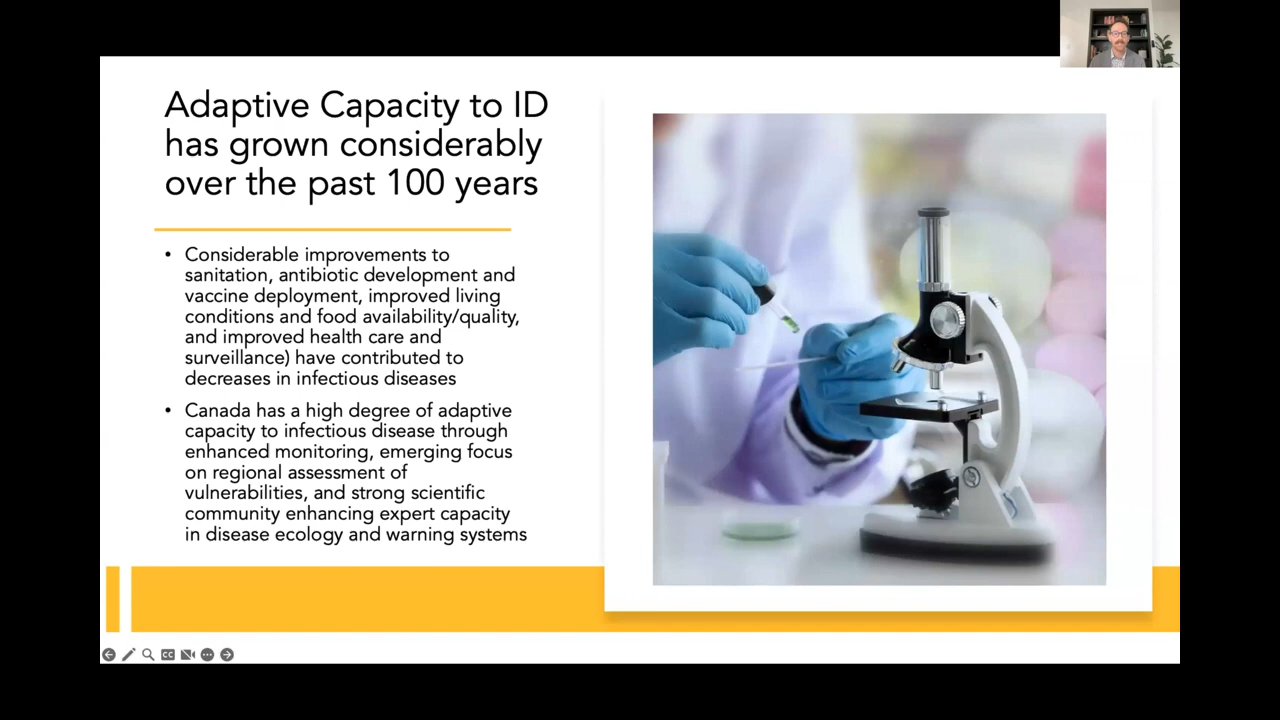 Adaptive Capacity to ID
has grown considerably
over the past 100 years
• Considerable improvements to
sanitation, antibiotic development and
vaccine deployment, improved living
conditions and food availability/quality,
and improved health care and
surveillance) have contributed to
decreases in infectious diseases
• Canada has a high degree of adaptive
capacity to infectious disease through
enhanced monitoring, emerging focus
on regional assessment of
vulnerabilities, and strong scientific
community enhancing expert capacity
in disease ecology and warning systems
CC